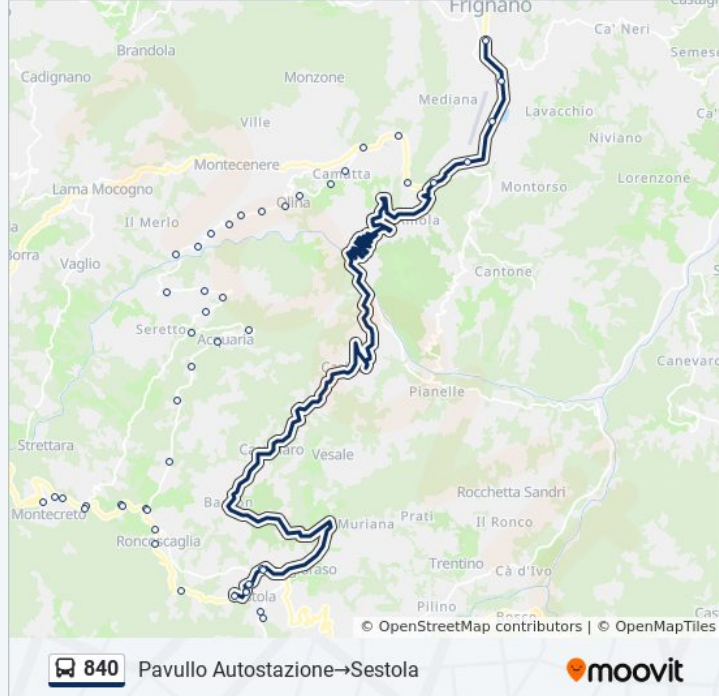 Frignano
Ca' Neri
Brandola
Semese
Cadignano
Monzone
Mediana
Lavacchio
Ca'
Ville
Niviano
Montecenere
Camatta
Lorenzone
Lama Mocogno
Montorso
Olina
Il Merlo
Borra
Vaglio
Cantone
Seretto
Acquaria
Canevaro
Pianelle
Strettara
Vesale
Rocchetta Sandri
Montecreto
Prati
Muriana
Il Ronco
Roncoscaglia
Trentino
Cà d'Ivo
Pilino
© OpenStreetMap contributors | © OpenMapTiles
840 Pavullo Autostazione→Sestola
moovit